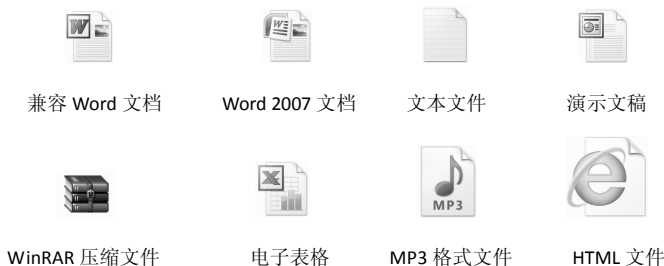 兼容 Word 文档
Word 2007 文档
文本文件
演示文稿
MP3
WinRAR 压缩文件
电子表格
MP3 格式文件
HTML 文件